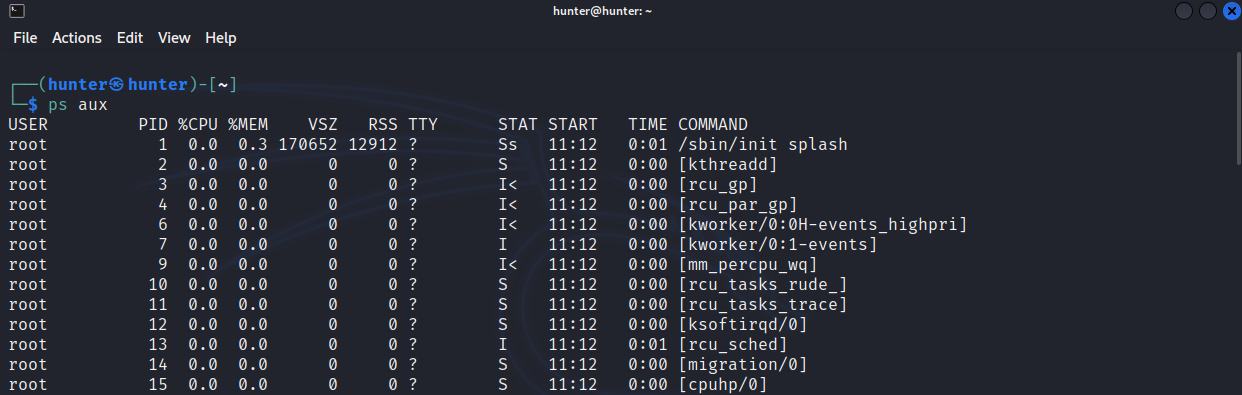 hunter@hunter: ~
File Actions Edit View Help
┌──(hunter㉿hunter)-[~]
└─$ ps aux
USER         PID %CPU %MEM    VSZ   RSS TTY      STAT START   TIME COMMAND
root           1  0.0  0.3 170652 12912 ?        Ss   11:12   0:01 /sbin/init splash
root           2  0.0  0.0      0     0 ?        S    11:12   0:00 [kthreadd]
root           3  0.0  0.0      0     0 ?        I<   11:12   0:00 [rcu_gp]
root           4  0.0  0.0      0     0 ?        I<   11:12   0:00 [rcu_par_gp]
root           6  0.0  0.0      0     0 ?        I<   11:12   0:00 [kworker/0:0H-events_highpri]
root           7  0.0  0.0      0     0 ?        I    11:12   0:00 [kworker/0:1-events]
root           9  0.0  0.0      0     0 ?        I<   11:12   0:00 [mm_percpu_wq]
root          10  0.0  0.0      0     0 ?        S    11:12   0:00 [rcu_tasks_rude_]
root          11  0.0  0.0      0     0 ?        S    11:12   0:00 [rcu_tasks_trace]
root          12  0.0  0.0      0     0 ?        S    11:12   0:00 [ksoftirqd/0]
root          13  0.0  0.0      0     0 ?        I    11:12   0:01 [rcu_sched]
root          14  0.0  0.0      0     0 ?        S    11:12   0:00 [migration/0]
root          15  0.0  0.0      0     0 ?        S    11:12   0:00 [cpuhp/0]